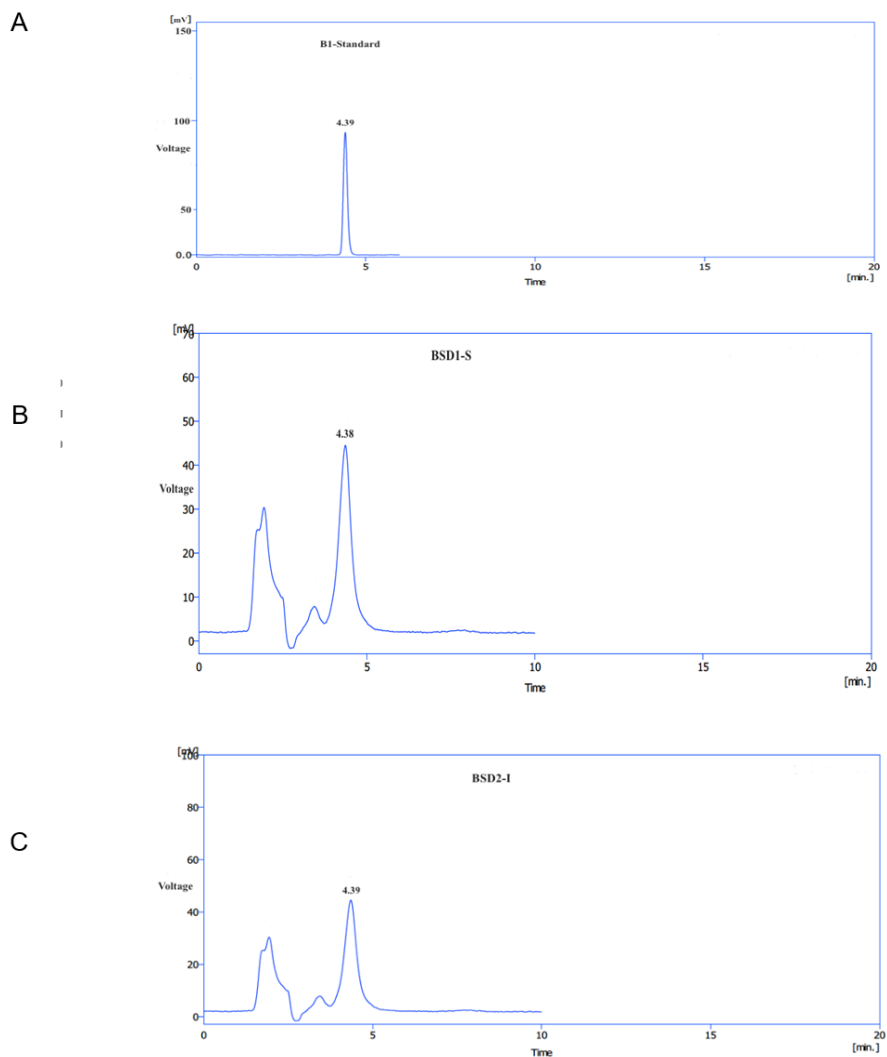 A
[mV]
150
B1-Standard
4.39
100
Voltage
50
0.0
0 5 10 15 20
Time
[min.]
B
[mV]
70
BSD1-S
60
50
4.38
40
Voltage
30
20
10
0
0 5 10 15 20
Time
[min.]
C
[mV]
100
BSD2-I
80
60
Voltage
4.39
40
20
0
0 5 10 15 20
Time
[min.]